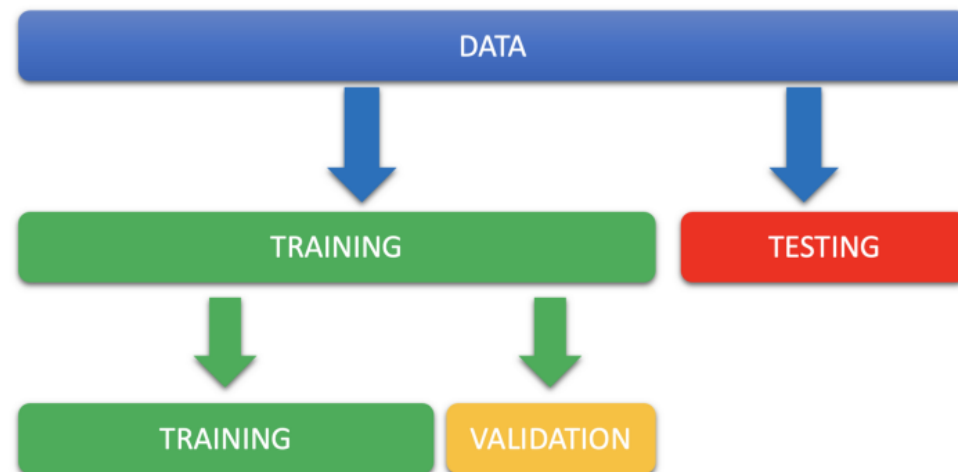 DATA
TRAINING
TESTING
TRAINING
VALIDATION